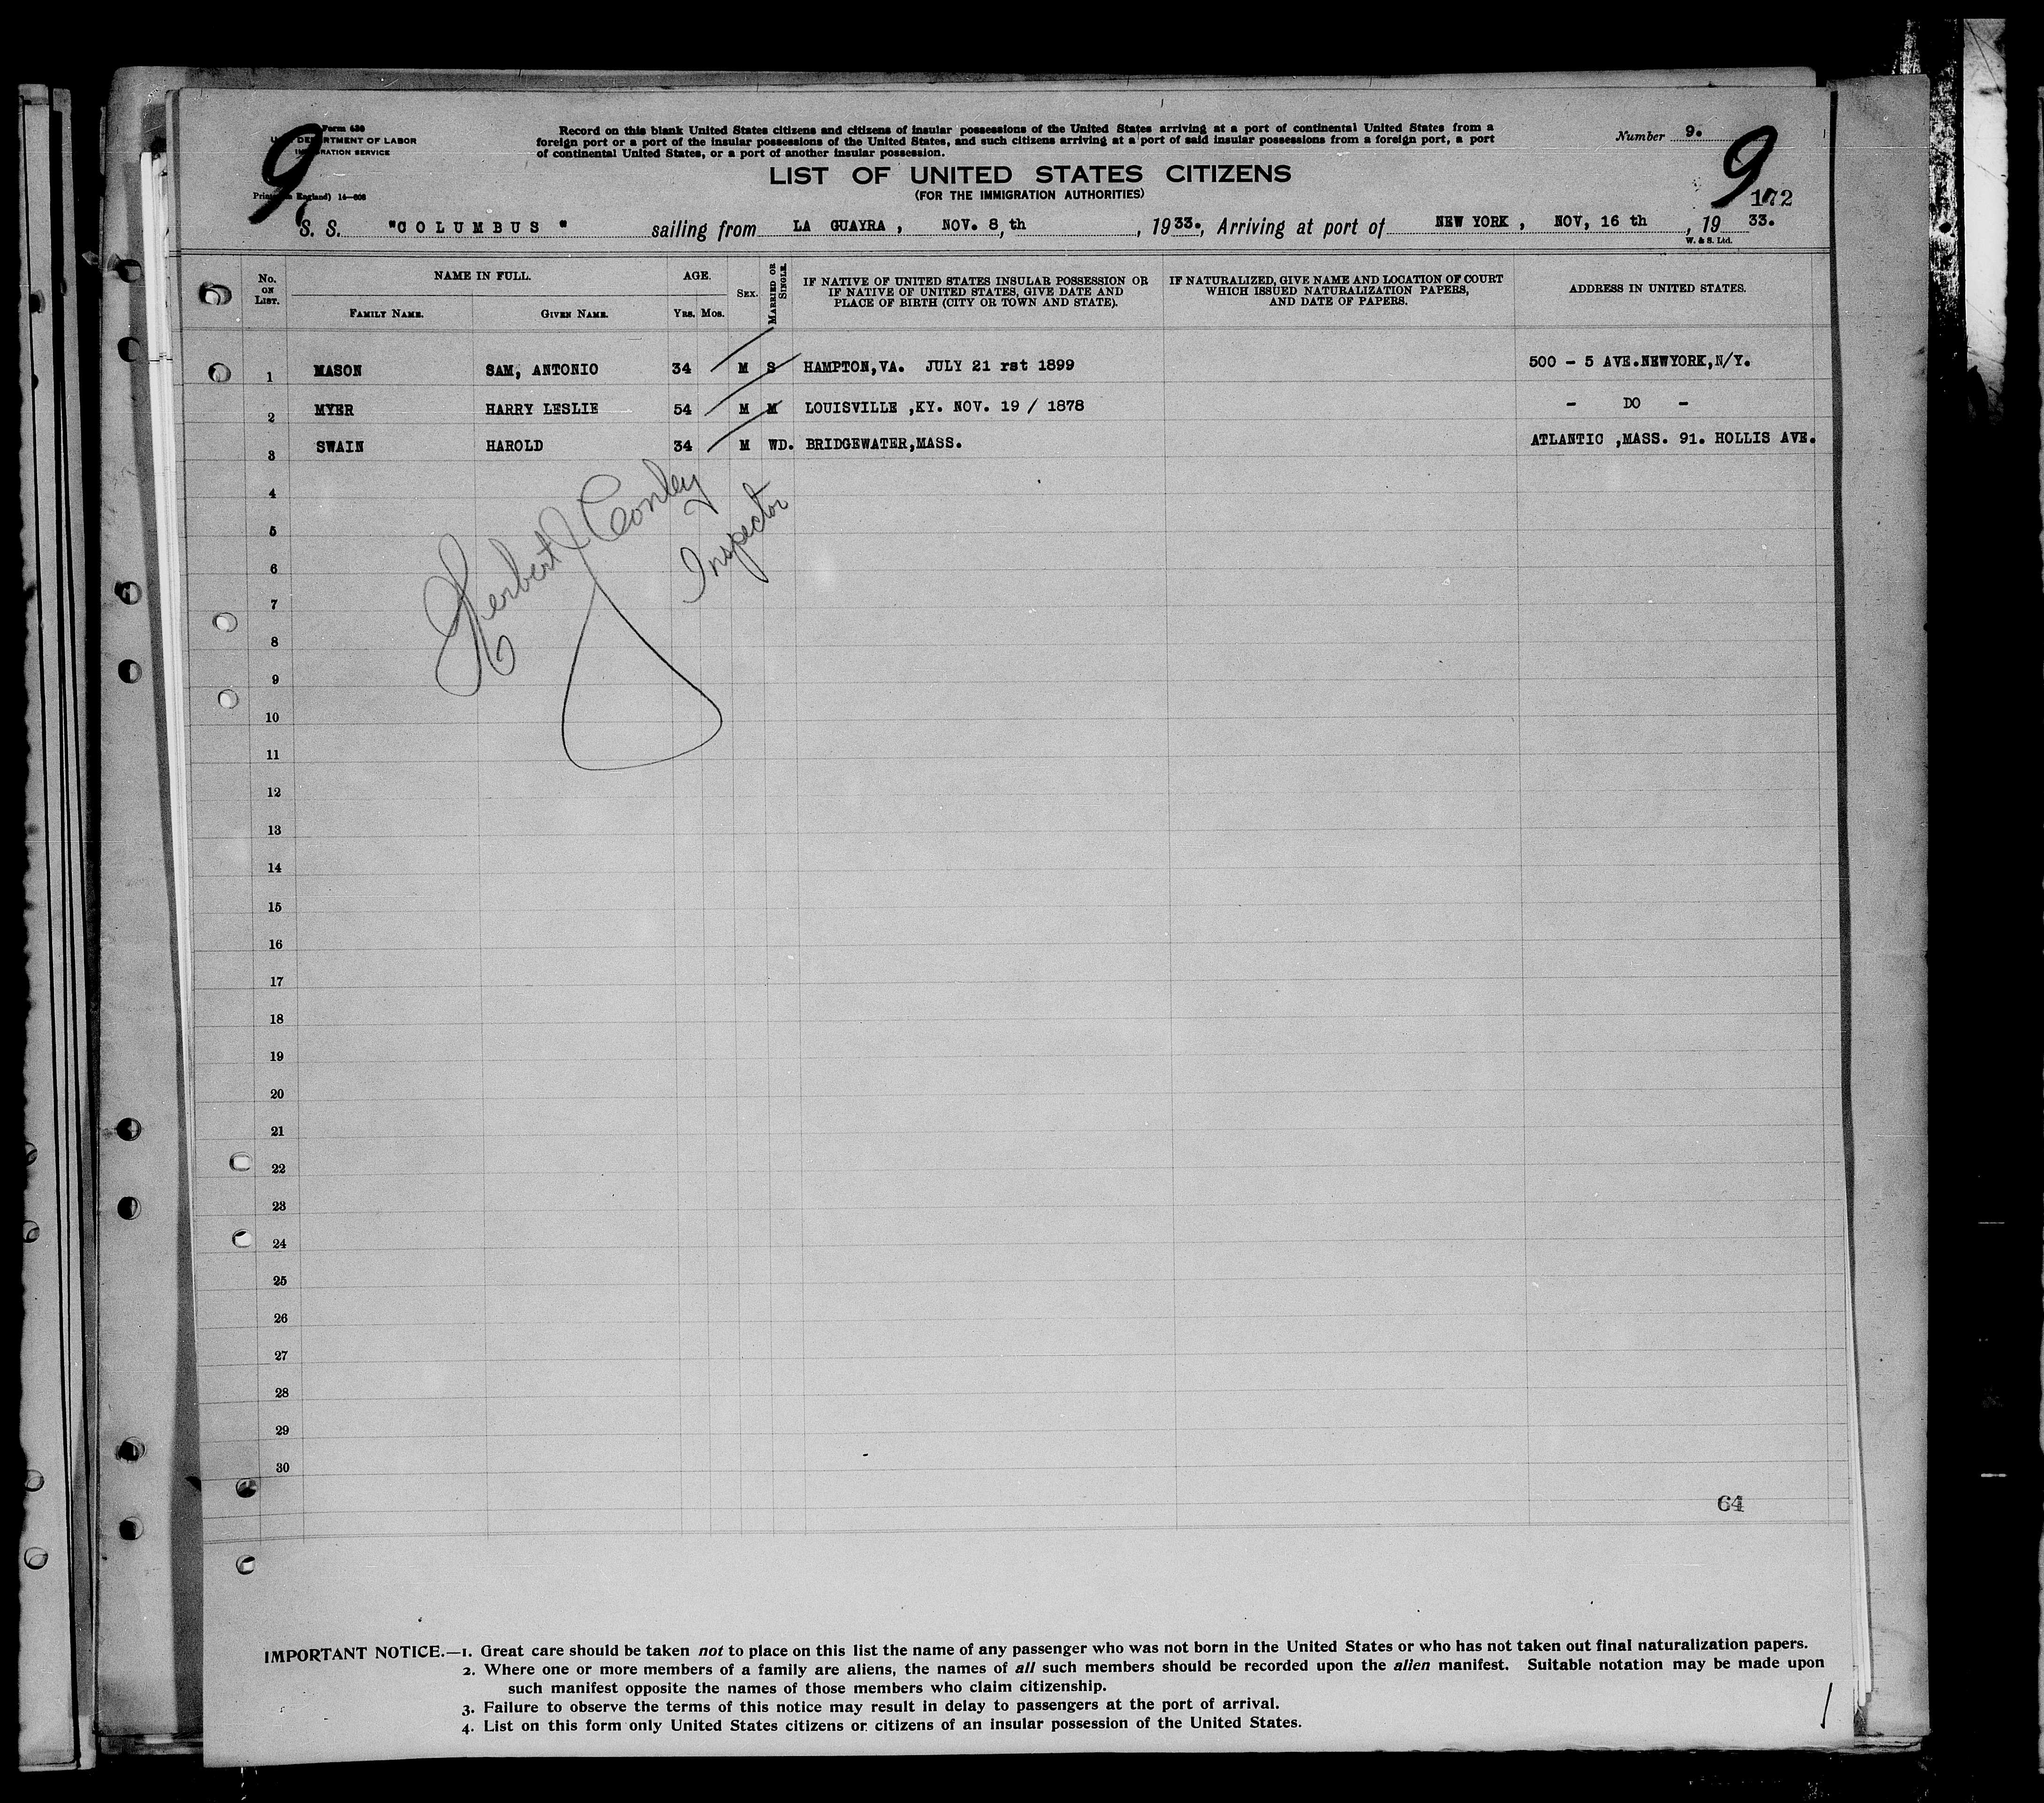 Form 630
U. S. DEPARTMENT OF LABOR
IMMIGRATION SERVICE
(Printed in England) 14—608
9
Record on this blank United States citizens and citizens of insular possessions of the United States arriving at a port of continental United States from a
foreign port or a port of the insular possessions of the United States, and such citizens arriving at a port of said insular possessions from a foreign port, a port
of continental United States, or a port of another insular possession.
Number 9.
9
172
LIST OF UNITED STATES CITIZENS
(FOR THE IMMIGRATION AUTHORITIES)
S. S. "COLUMBUS" sailing from LA GUAYRA , NOV. 8, th , 1933., Arriving at port of NEW YORK , NOV, 16 th , 19 33.
W. & S. Ltd.
No. ON LIST. NAME IN FULL. FAMILY NAME. GIVEN NAME. AGE. YRS. MOS. SEX. MARRIED OR SINGLE. IF NATIVE OF UNITED STATES INSULAR POSSESSION OR IF NATIVE OF UNITED STATES, GIVE DATE AND PLACE OF BIRTH (CITY OR TOWN AND STATE). IF NATURALIZED, GIVE NAME AND LOCATION OF COURT WHICH ISSUED NATURALIZATION PAPERS, AND DATE OF PAPERS. ADDRESS IN UNITED STATES.
1 MASON SAM, ANTONIO 34 M S HAMPTON,VA. JULY 21 rst 1899 500 - 5 AVE.NEWYORK,N/Y.
2 MYER HARRY LESLIE 54 M M LOUISVILLE ,KY. NOV. 19 / 1878 - DO -
3 SWAIN HAROLD 34 M WD. BRIDGEWATER,MASS. ATLANTIC ,MASS. 91. HOLLIS AVE.
4
Herbert J Conley
Inspector
5
6
7
8
9
10
11
12
13
14
15
16
17
18
19
20
21
22
23
24
25
26
27
28
29
30
64
IMPORTANT NOTICE.—1. Great care should be taken not to place on this list the name of any passenger who was not born in the United States or who has not taken out final naturalization papers.
2. Where one or more members of a family are aliens, the names of all such members should be recorded upon the alien manifest. Suitable notation may be made upon
such manifest opposite the names of those members who claim citizenship.
3. Failure to observe the terms of this notice may result in delay to passengers at the port of arrival.
4. List on this form only United States citizens or citizens of an insular possession of the United States.